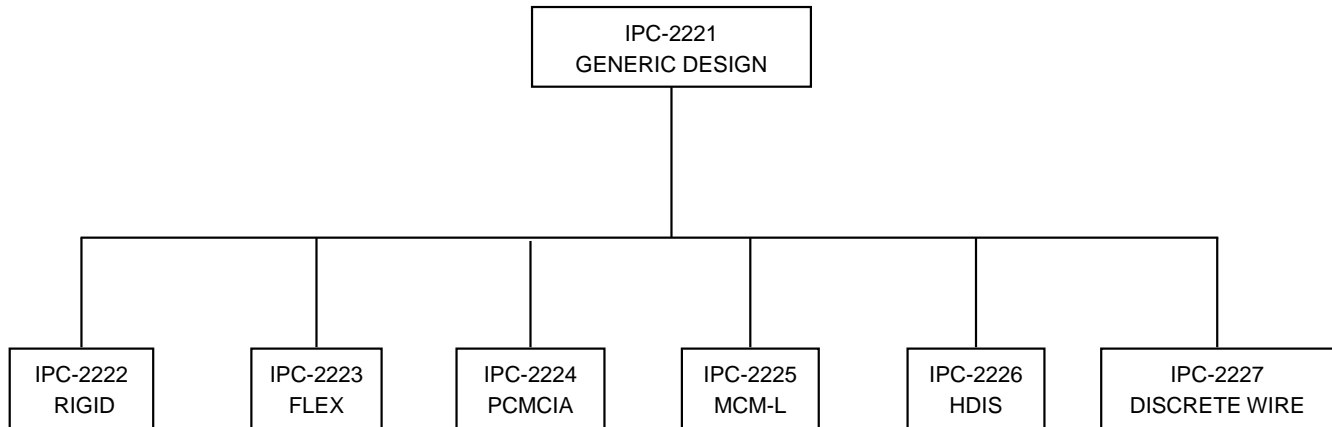 IPC-2221
GENERIC DESIGN
IPC-2222
RIGID
IPC-2223
FLEX
IPC-2224
PCMCIA
IPC-2225
MCM-L
IPC-2226
HDIS
IPC-2227
DISCRETE WIRE